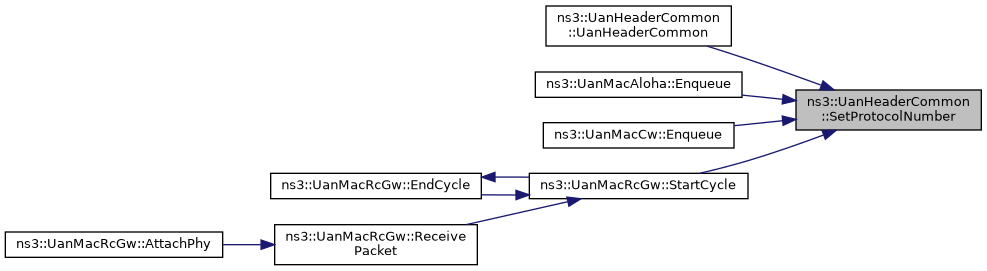 ns3::UanHeaderCommon
::UanHeaderCommon
ns3::UanMacAloha::Enqueue
ns3::UanHeaderCommon
::SetProtocolNumber
ns3::UanMacCw::Enqueue
ns3::UanMacRcGw::EndCycle
ns3::UanMacRcGw::StartCycle
ns3::UanMacRcGw::AttachPhy
ns3::UanMacRcGw::Receive
Packet